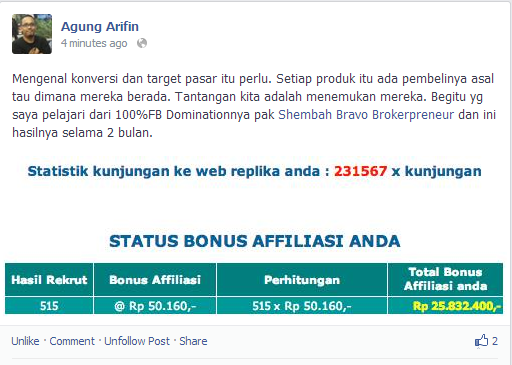 Agung Arifin
4 minutes ago
Mengenal konversi dan target pasar itu perlu. Setiap produk itu ada pembelinya asal
tau dimana mereka berada. Tantangan kita adalah menemukan mereka. Begitu yg
saya pelajari dari 100%FB Dominationnya pak Shembah Bravo Brokerpreneur dan ini
hasilnya selama 2 bulan.
Statistik kunjungan ke web replika anda : 231567 x kunjungan
STATUS BONUS AFFILIASI ANDA
Hasil Rekrut Bonus Affiliasi Perhitungan Total Bonus Affiliasi anda
515 @ Rp 50.160,- 515 x Rp 50.160,- Rp 25.832.400,-
Unlike · Comment · Unfollow Post · Share 2